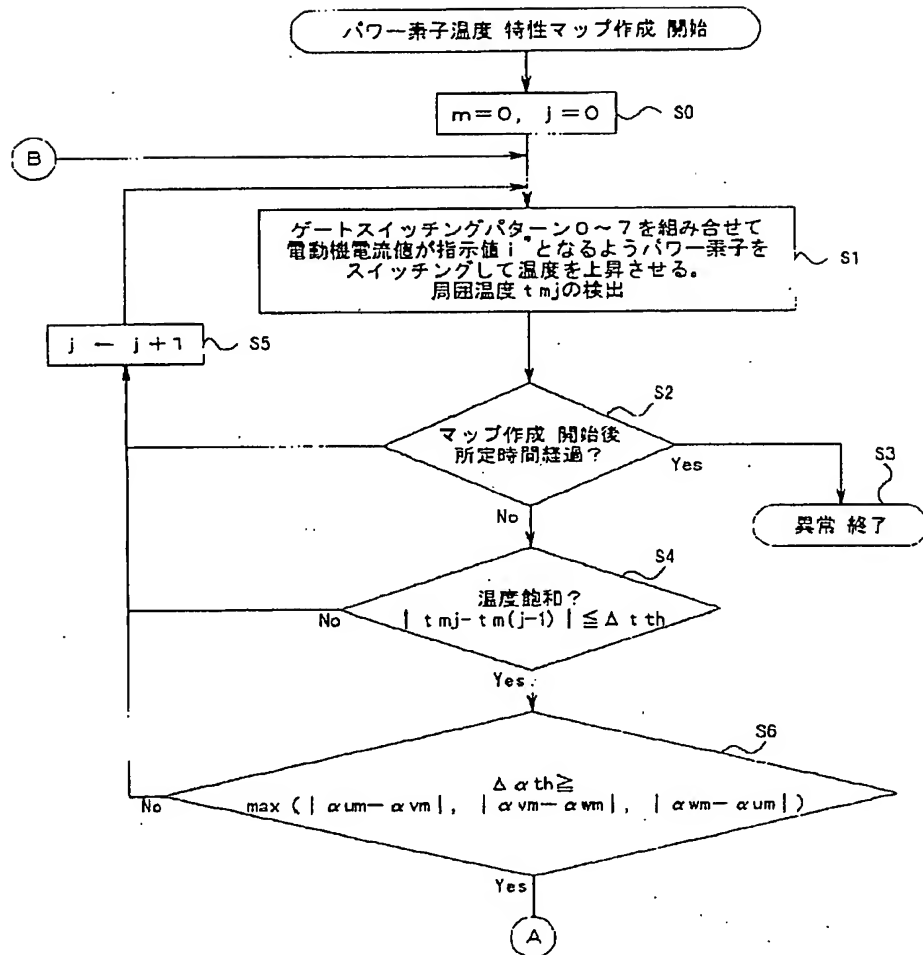 パワー素子温度 特性マップ作成 開始
m=0, j=0
S0
B
ゲートスイッチングパターン0~7を組み合せて
電動機電流値が指示値i*となるようパワー素子を
スイッチングして温度を上昇させる。
周囲温度tmjの検出
S1
j ← j+1
S5
S2
マップ作成 開始後
所定時間経過?
Yes
S3
異常 終了
No
S4
温度飽和?
|tmj-tm(j-1)|≦Δtth
No
Yes
S6
Δαth≧
max(|αum-αvm|, |αvm-αwm|, |αwm-αum|)
No
Yes
A